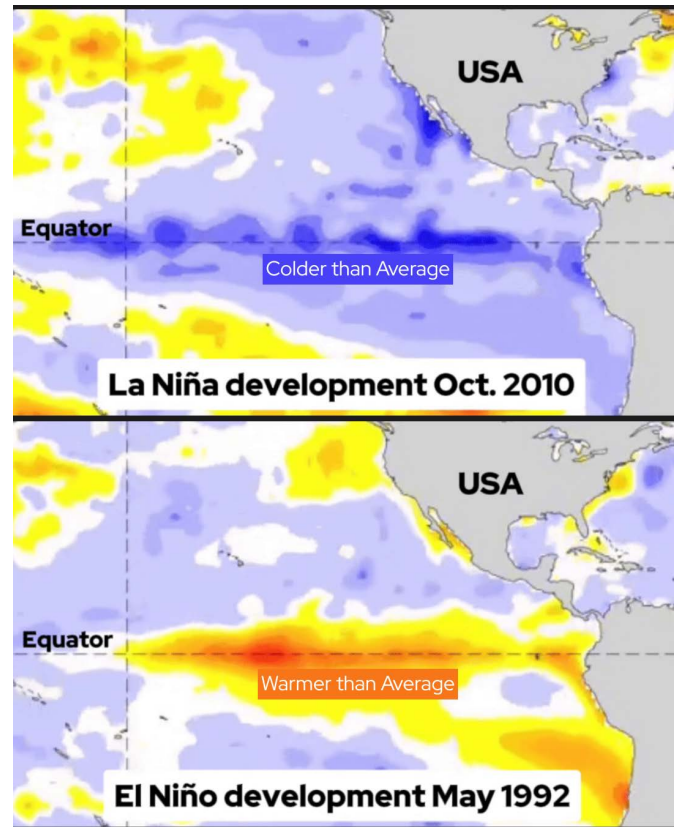 USA
Equator
Colder than Average
La Niña development Oct. 2010
USA
Equator
Warmer than Average
El Niño development May 1992